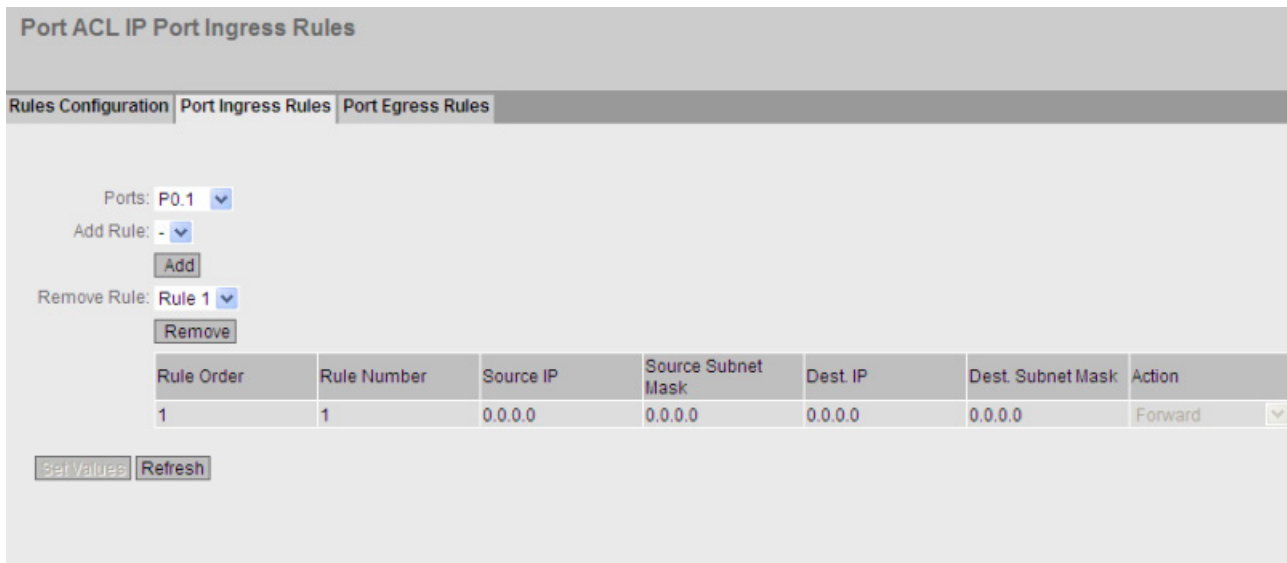 Port ACL IP Port Ingress Rules
Rules Configuration Port Ingress Rules Port Egress Rules
Ports: P0.1
Add Rule: -
Add
Remove Rule: Rule 1
Remove
Rule Order Rule Number Source IP Source Subnet Mask Dest. IP Dest. Subnet Mask Action
1 1 0.0.0.0 0.0.0.0 0.0.0.0 0.0.0.0 Forward
Set Values Refresh